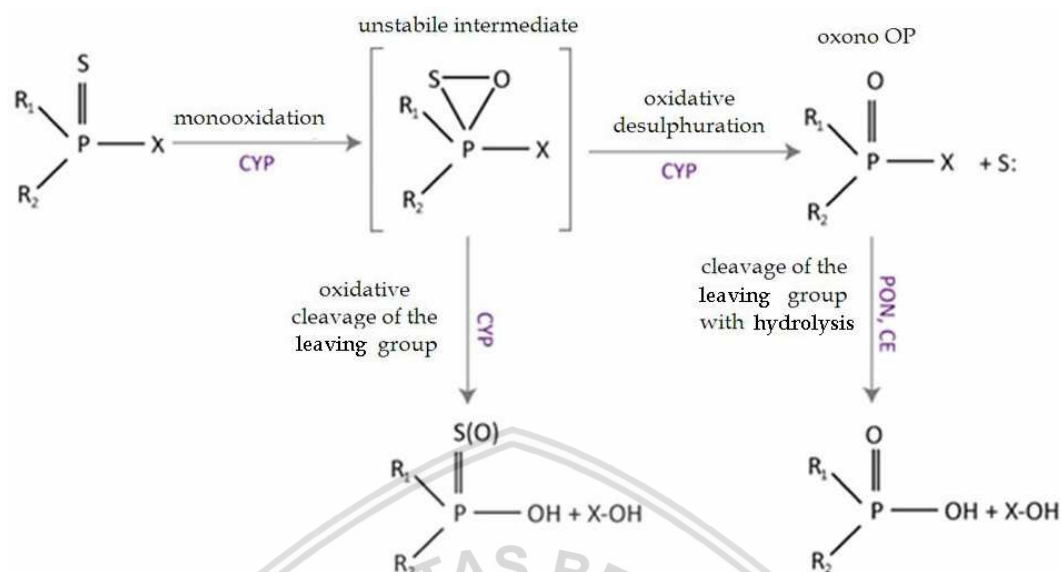 unstabile intermediate
oxono OP
S
R₁
P
X
R₂
monooxidation
CYP
S
O
R₁
P
X
R₂
oxidative
desulphuration
CYP
O
R₁
P
X
+ S:
R₂
oxidative
cleavage of the
leaving group
CYP
cleavage of the
leaving group
with hydrolysis
PON, CE
S(O)
R₁
P
OH + X-OH
R₂
O
R₁
P
OH + X-OH
R₂